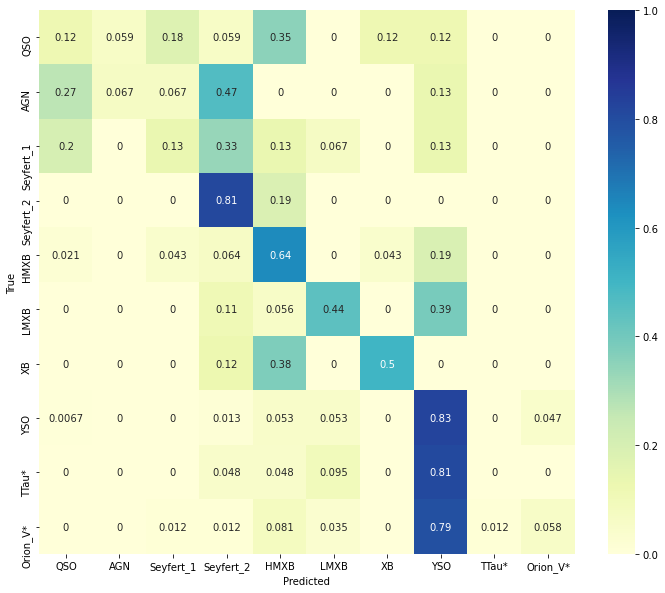 QSO 0.12 0.059 0.18 0.059 0.35 0 0.12 0.12 0 0
AGN 0.27 0.067 0.067 0.47 0 0 0 0.13 0 0
Seyfert_1 0.2 0 0.13 0.33 0.13 0.067 0 0.13 0 0
Seyfert_2 0 0 0 0.81 0.19 0 0 0 0 0
HMXB 0.021 0 0.043 0.064 0.64 0 0.043 0.19 0 0
LMXB 0 0 0 0.11 0.056 0.44 0 0.39 0 0
XB 0 0 0 0.12 0.38 0 0.5 0 0 0
YSO 0.0067 0 0 0.013 0.053 0.053 0 0.83 0 0.047
TTau* 0 0 0 0.048 0.048 0.095 0 0.81 0 0
Orion_V* 0 0 0.012 0.012 0.081 0.035 0 0.79 0.012 0.058
QSO AGN Seyfert_1 Seyfert_2 HMXB LMXB XB YSO TTau* Orion_V*
Predicted
True
1.0
0.8
0.6
0.4
0.2
0.0